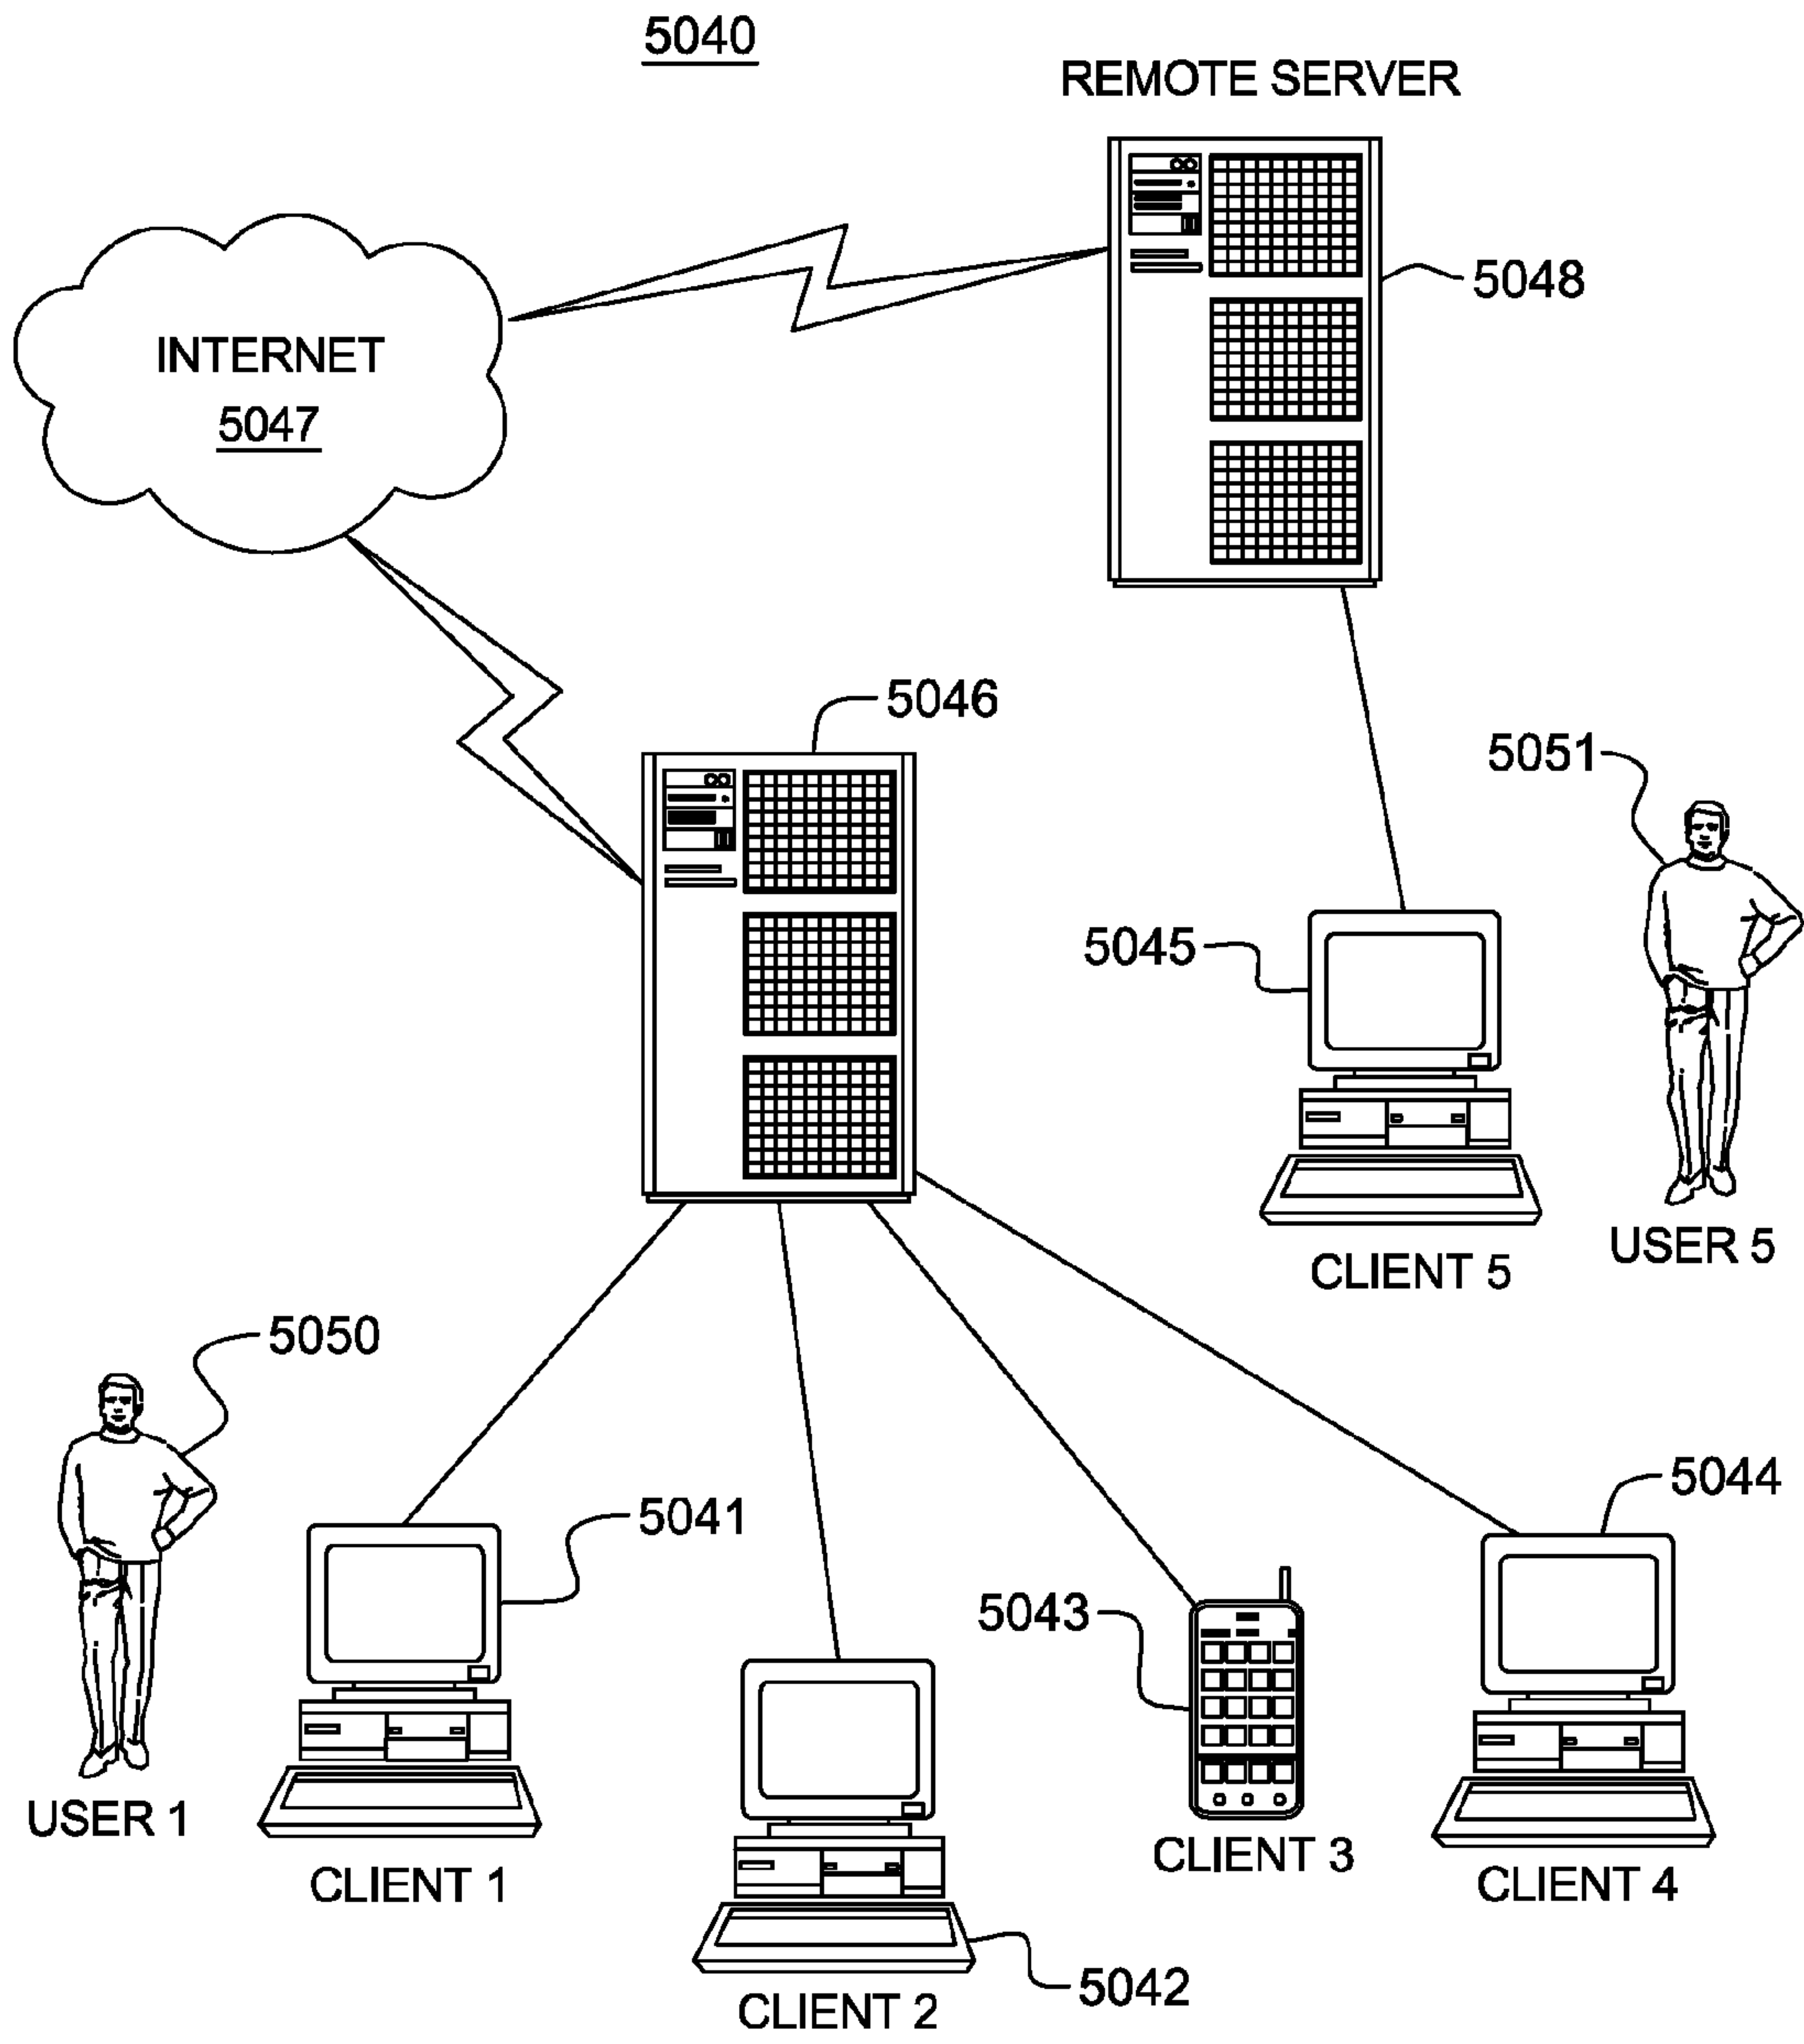 5040
REMOTE SERVER
5048
INTERNET
5047
5046
5051
5045
USER 5
CLIENT 5
5050
5044
5041
5043
USER 1
CLIENT 3
CLIENT 1
CLIENT 4
5042
CLIENT 2